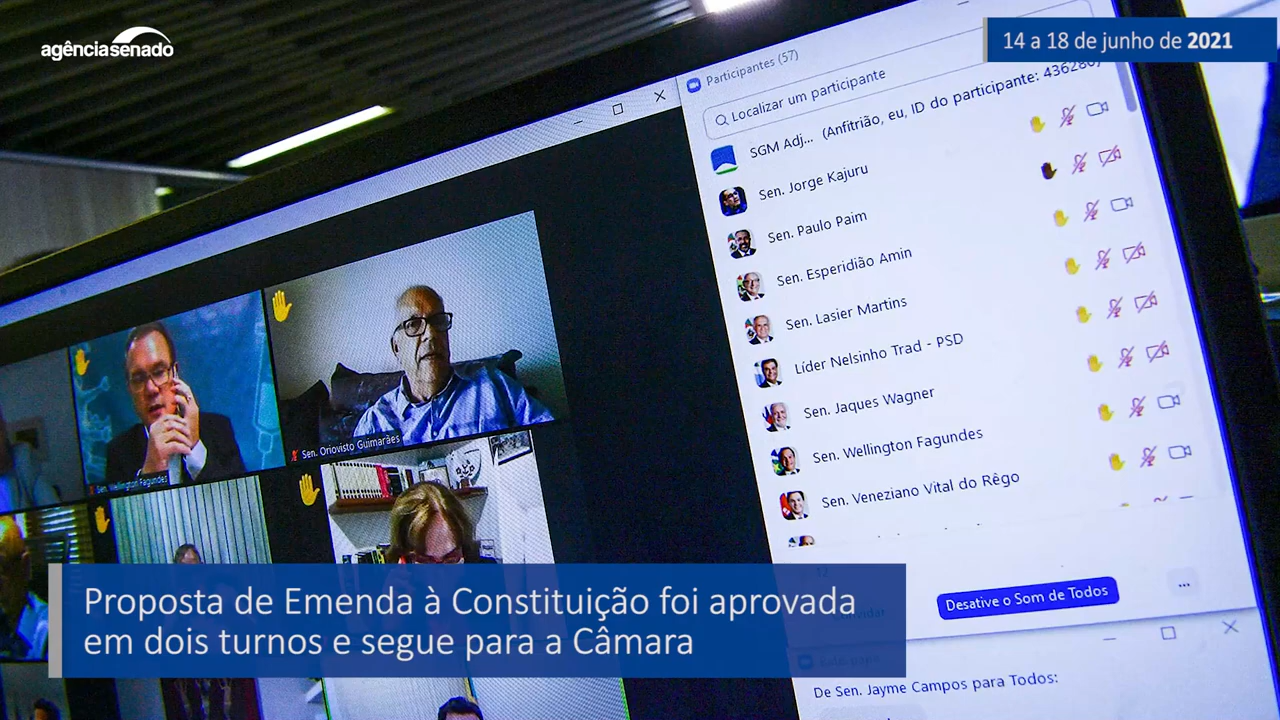 agênciasenado
14 a 18 de junho de 2021
Participantes (57)
Localizar um participante
SGM Adj... (Anfitrião, eu, ID do participante: 436280)
Sen. Jorge Kajuru
Sen. Paulo Paim
Sen. Esperidião Amin
Sen. Lasier Martins
Líder Nelsinho Trad - PSD
Sen. Jaques Wagner
Sen. Wellington Fagundes
Sen. Veneziano Vital do Rêgo
Sen. Wellington Fagundes
Sen. Oriovisto Guimarães
Desative o Som de Todos
...
Proposta de Emenda à Constituição foi aprovada
em dois turnos e segue para a Câmara
De Sen. Jayme Campos para Todos: